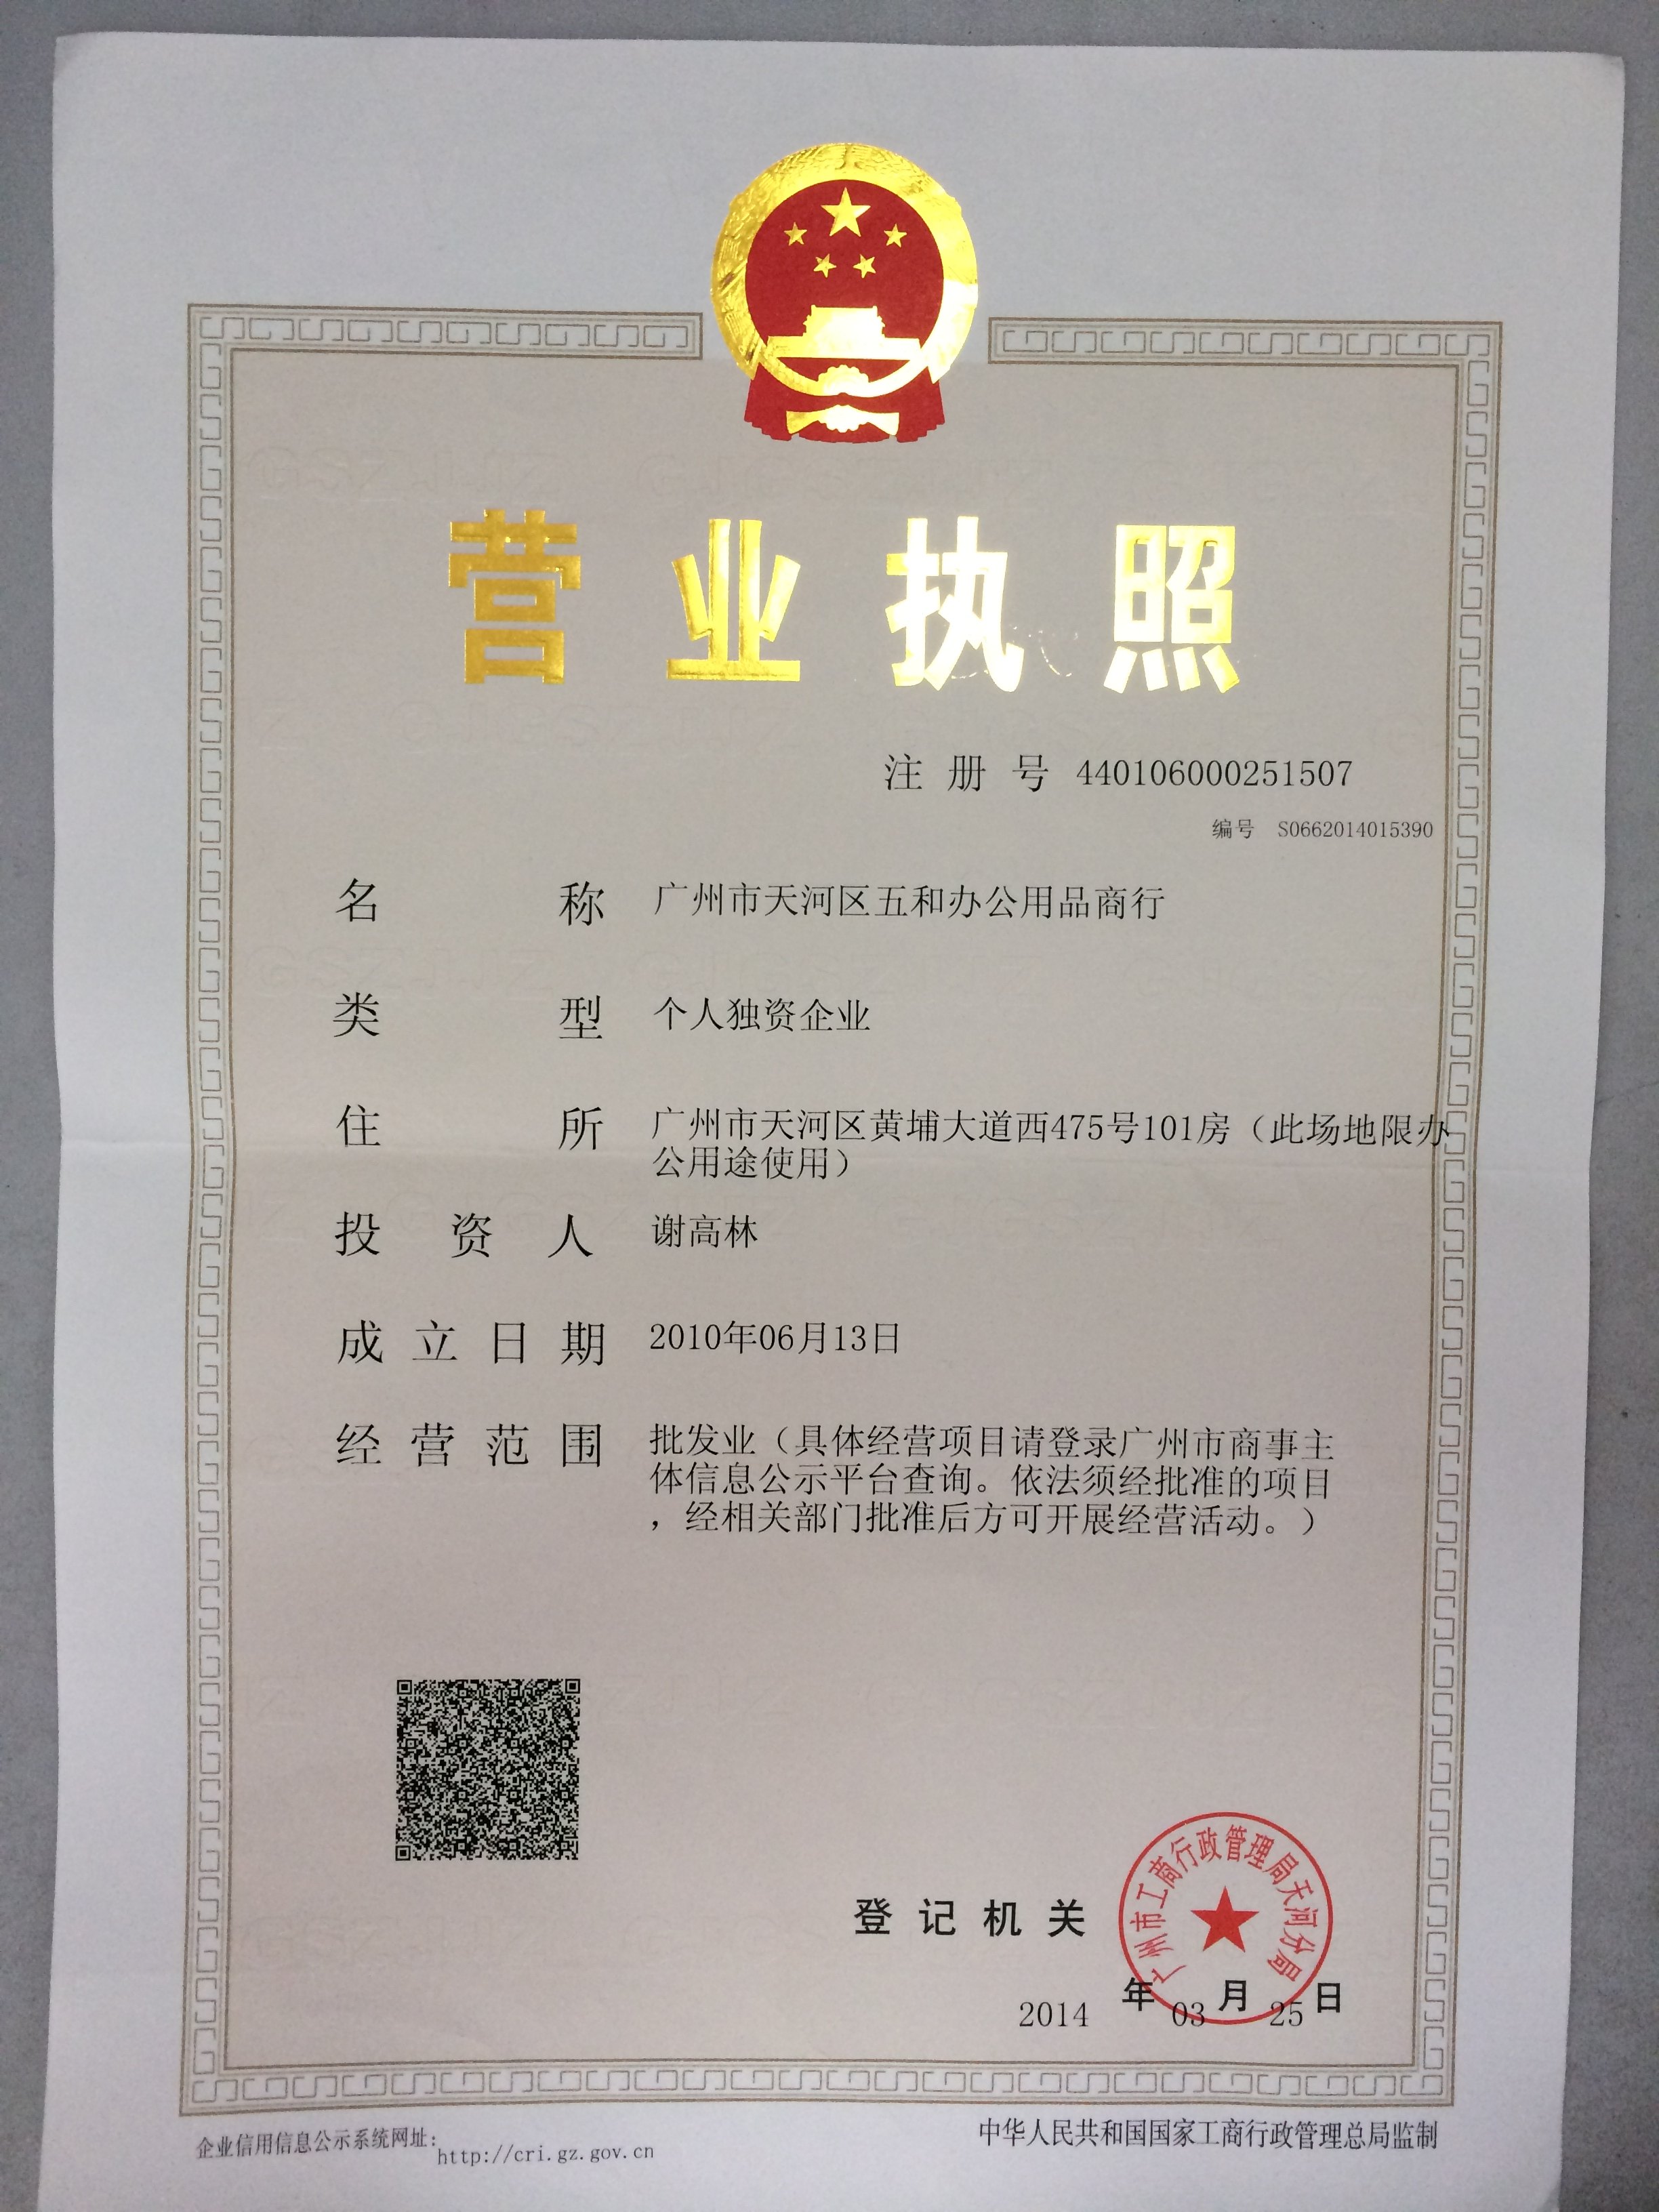 营业执照
注册号 440106000251507
编号 S0662014015390
名称 广州市天河区五和办公用品商行
类型 个人独资企业
住所 广州市天河区黄埔大道西475号101房（此场地限办
公用途使用）
投资人 谢高林
成立日期 2010年06月13日
经营范围 批发业（具体经营项目请登录广州市商事主
体信息公示平台查询。依法须经批准的项目
，经相关部门批准后方可开展经营活动。）
登记机关
广州市工商行政管理局天河分局
2014年03月25日
企业信用信息公示系统网址：http://cri.gz.gov.cn
中华人民共和国国家工商行政管理总局监制